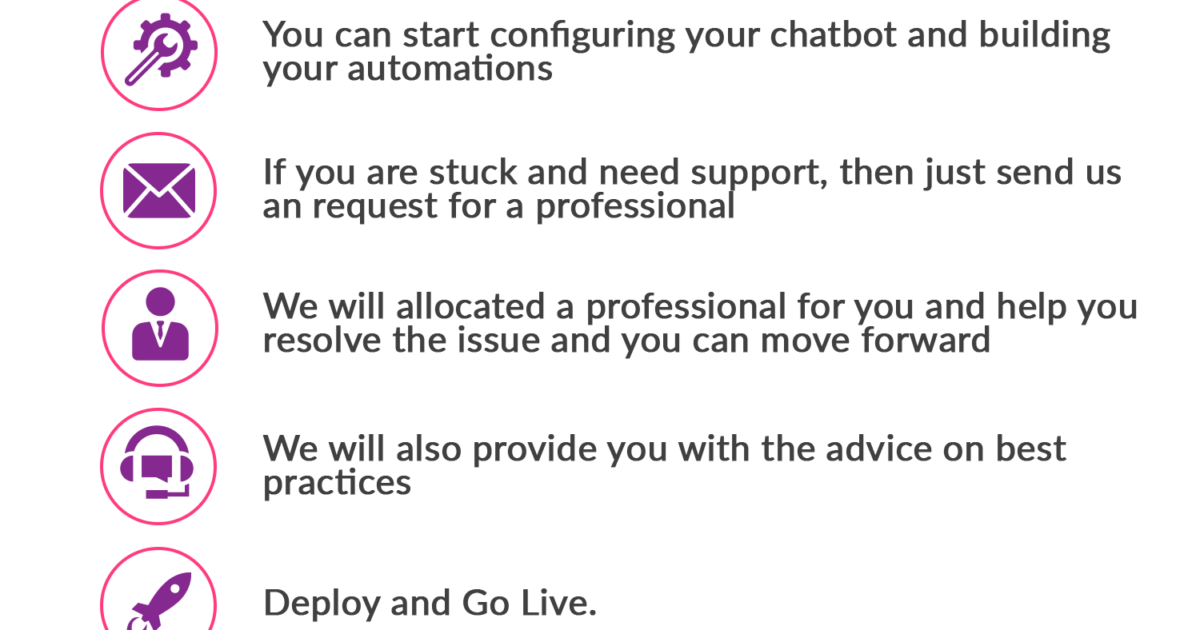 You can start configuring your chatbot and building
your automations
If you are stuck and need support, then just send us
an request for a professional
We will allocated a professional for you and help you
resolve the issue and you can move forward
We will also provide you with the advice on best
practices
Deploy and Go Live.